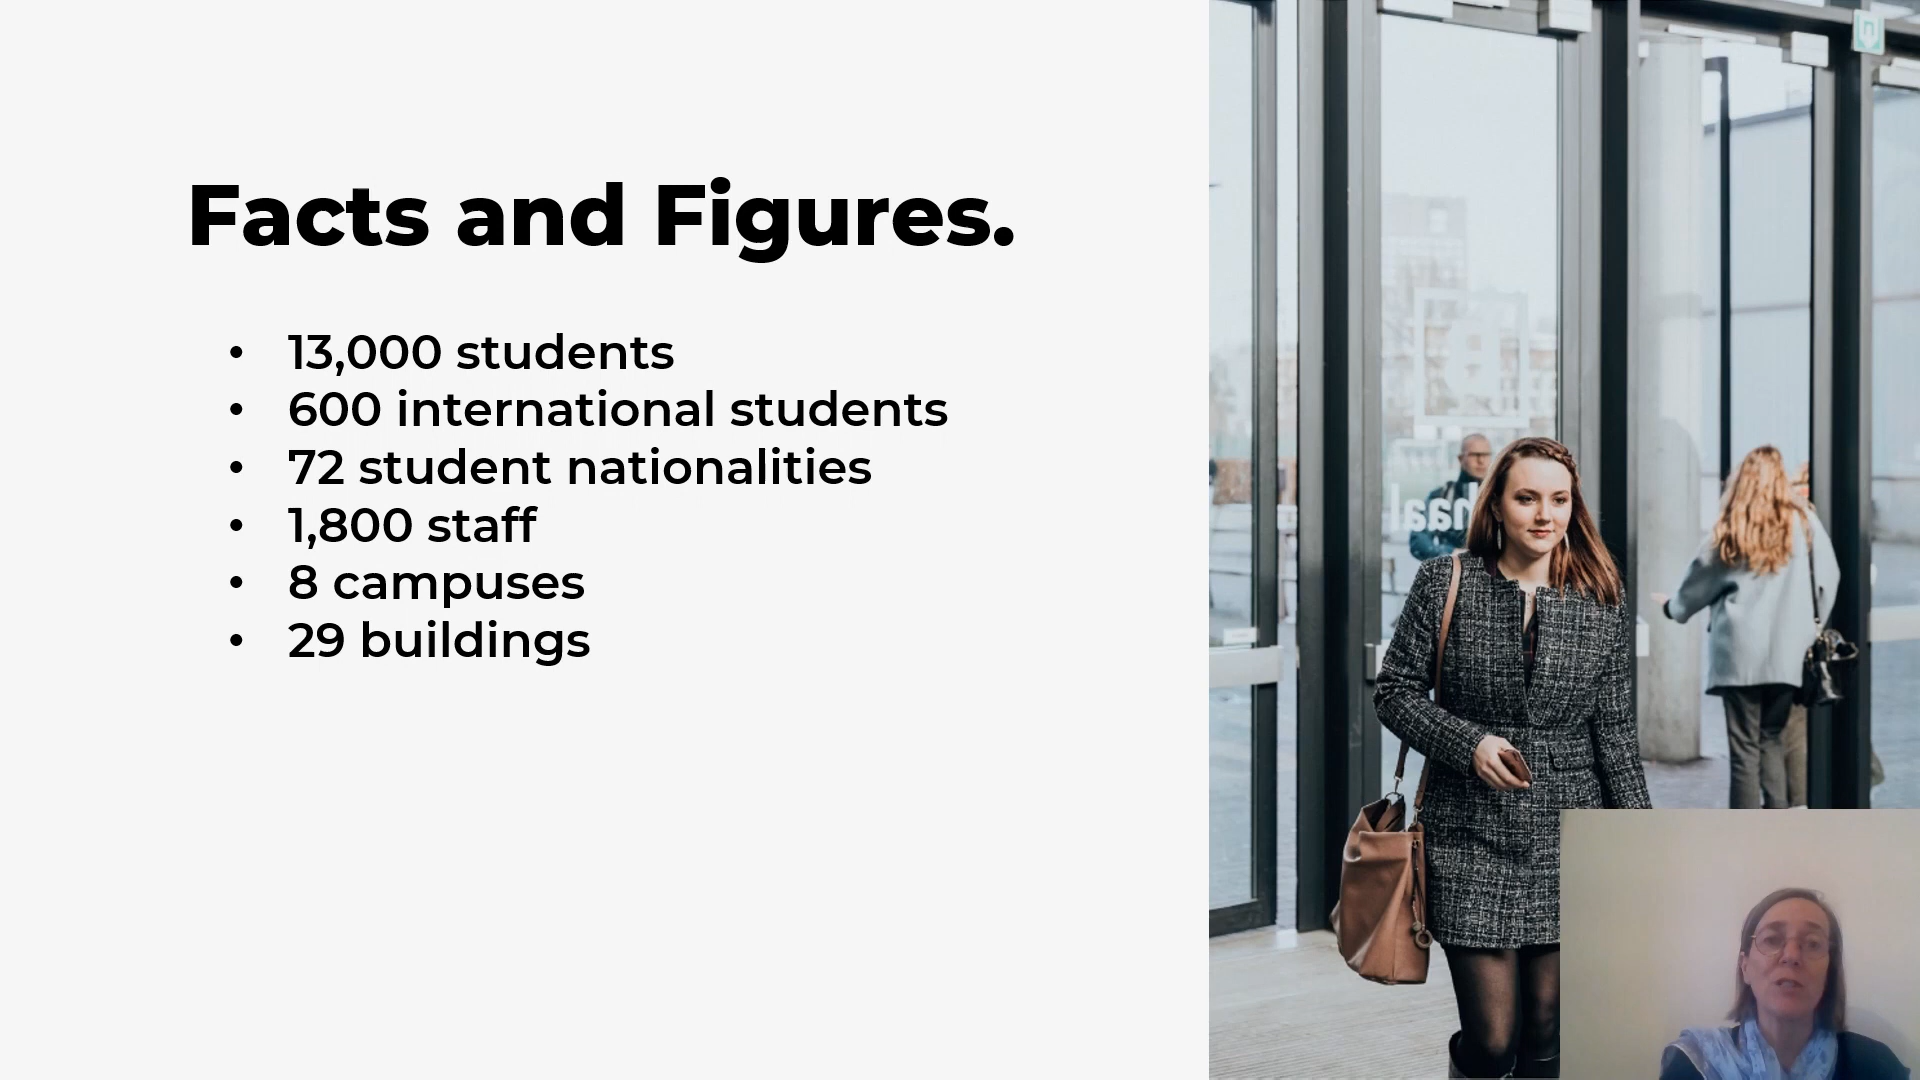 Facts and Figures.
• 13,000 students
• 600 international students
• 72 student nationalities
• 1,800 staff
• 8 campuses
• 29 buildings